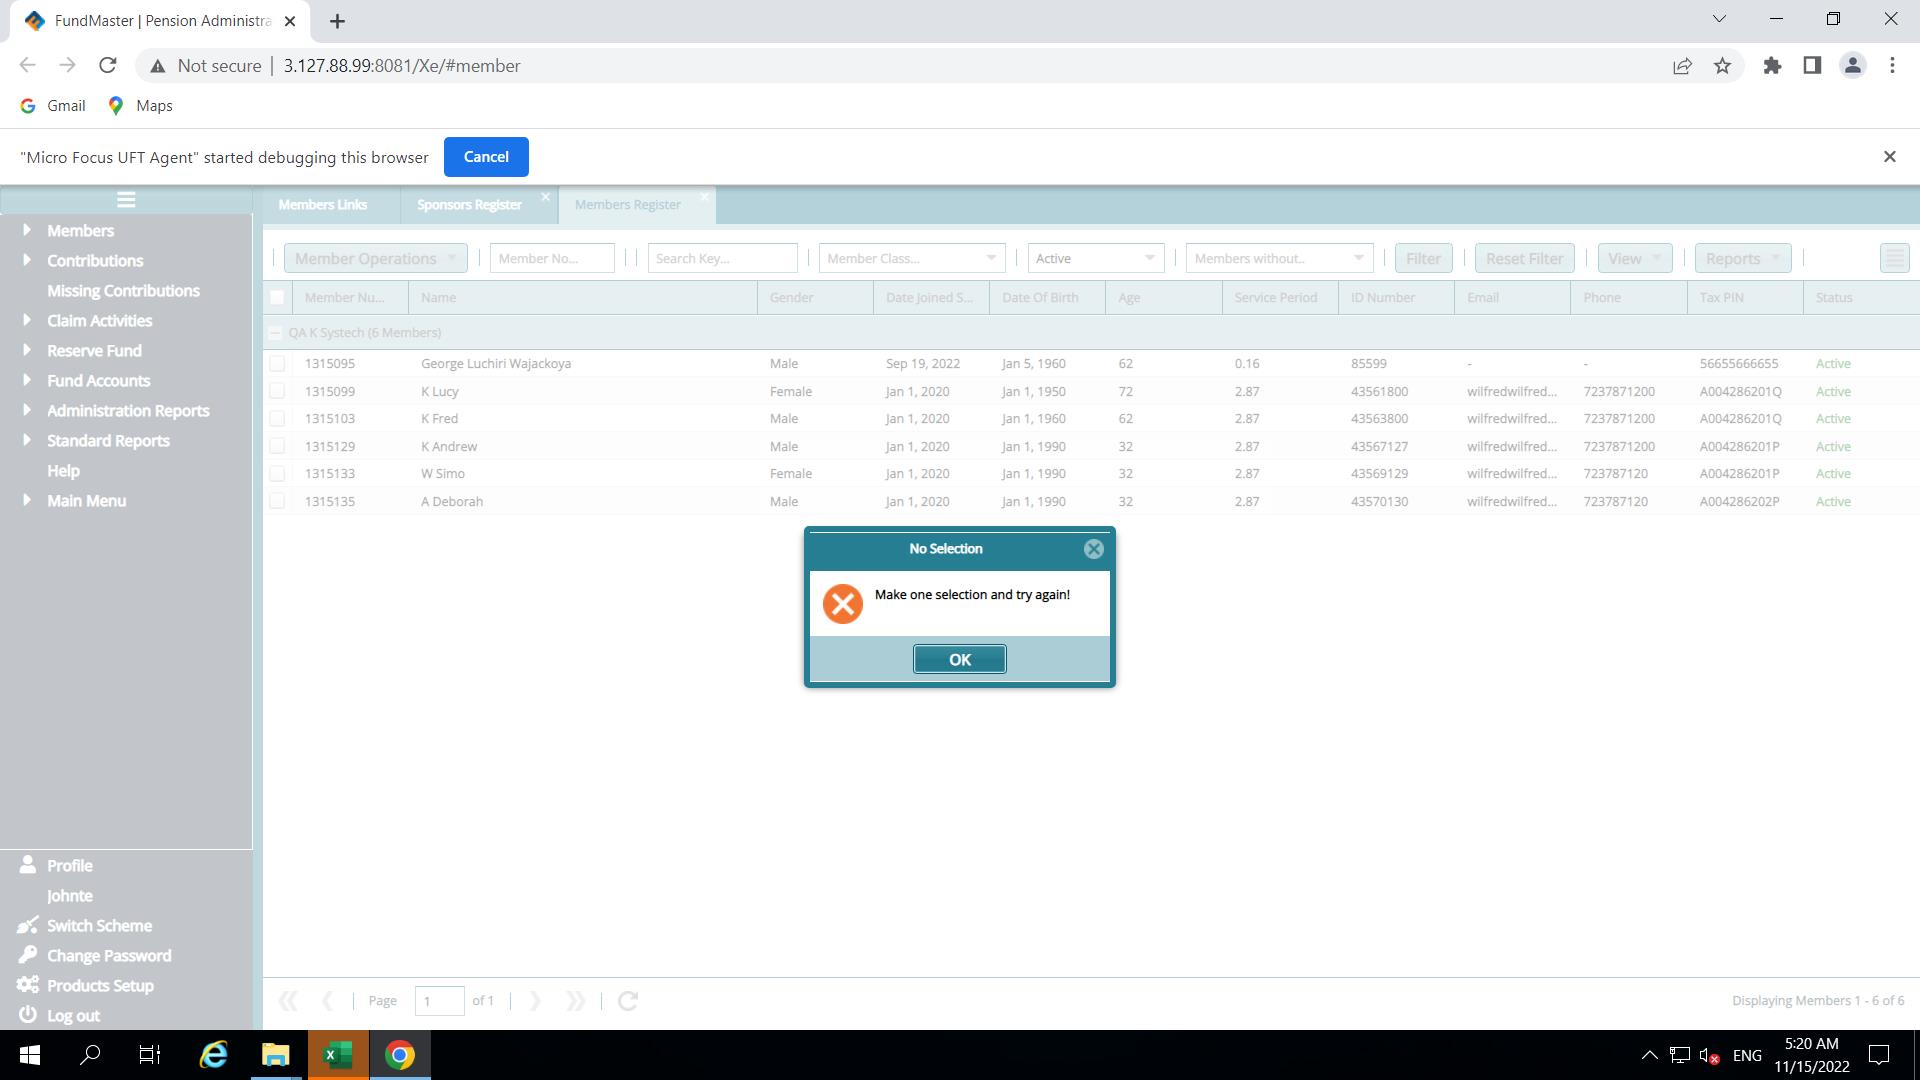 FundMaster | Pension Administra
Not secure | 3.127.88.99:8081/Xe/#member
Gmail Maps
"Micro Focus UFT Agent" started debugging this browser Cancel
Members Links Sponsors Register Members Register
Members
Contributions
Missing Contributions
Claim Activities
Reserve Fund
Fund Accounts
Administration Reports
Standard Reports
Help
Main Menu
Profile
Johnte
Switch Scheme
Change Password
Products Setup
Log out
Member Operations Member No... Search Key... Member Class... Active Members without.. Filter Reset Filter View Reports
Member Nu... Name Gender Date Joined S... Date Of Birth Age Service Period ID Number Email Phone Tax PIN Status
QA K Systech (6 Members)
1315095 George Luchiri Wajackoya Male Sep 19, 2022 Jan 5, 1960 62 0.16 85599 - - 56655666655 Active
1315099 K Lucy Female Jan 1, 2020 Jan 1, 1950 72 2.87 43561800 wilfredwilfred... 7237871200 A004286201Q Active
1315103 K Fred Male Jan 1, 2020 Jan 1, 1960 62 2.87 43563800 wilfredwilfred... 7237871200 A004286201Q Active
1315129 K Andrew Male Jan 1, 2020 Jan 1, 1990 32 2.87 43567127 wilfredwilfred... 7237871200 A004286201P Active
1315133 W Simo Female Jan 1, 2020 Jan 1, 1990 32 2.87 43569129 wilfredwilfred... 723787120 A004286201P Active
1315135 A Deborah Male Jan 1, 2020 Jan 1, 1990 32 2.87 43570130 wilfredwilfred... 723787120 A004286202P Active
No Selection
Make one selection and try again!
OK
Page 1 of 1 Displaying Members 1 - 6 of 6
ENG 5:20 AM
11/15/2022